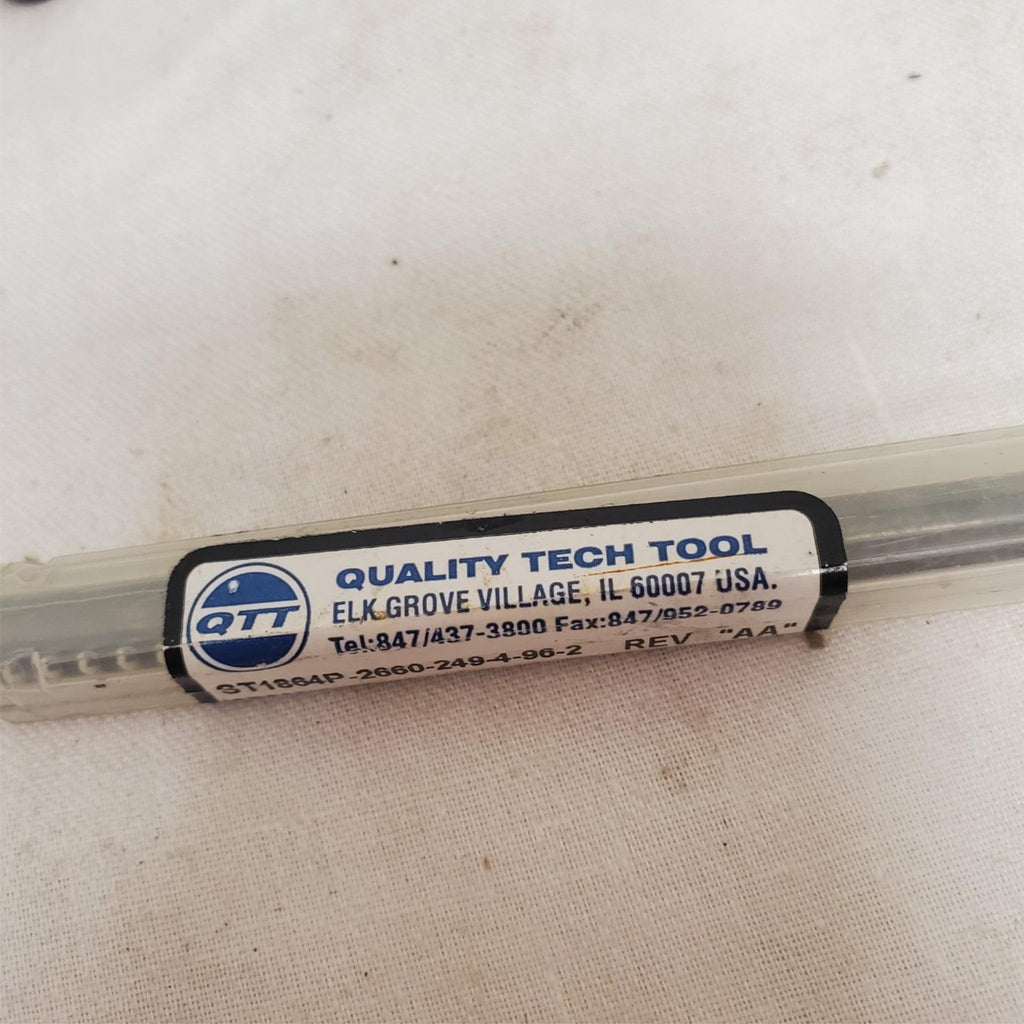 QTT
QUALITY TECH TOOL
ELK GROVE VILLAGE, IL 60007 USA.
Tel:847/437-3800 Fax:847/952-0789
ST1864P-2660-249-4-96-2 REV "AA"